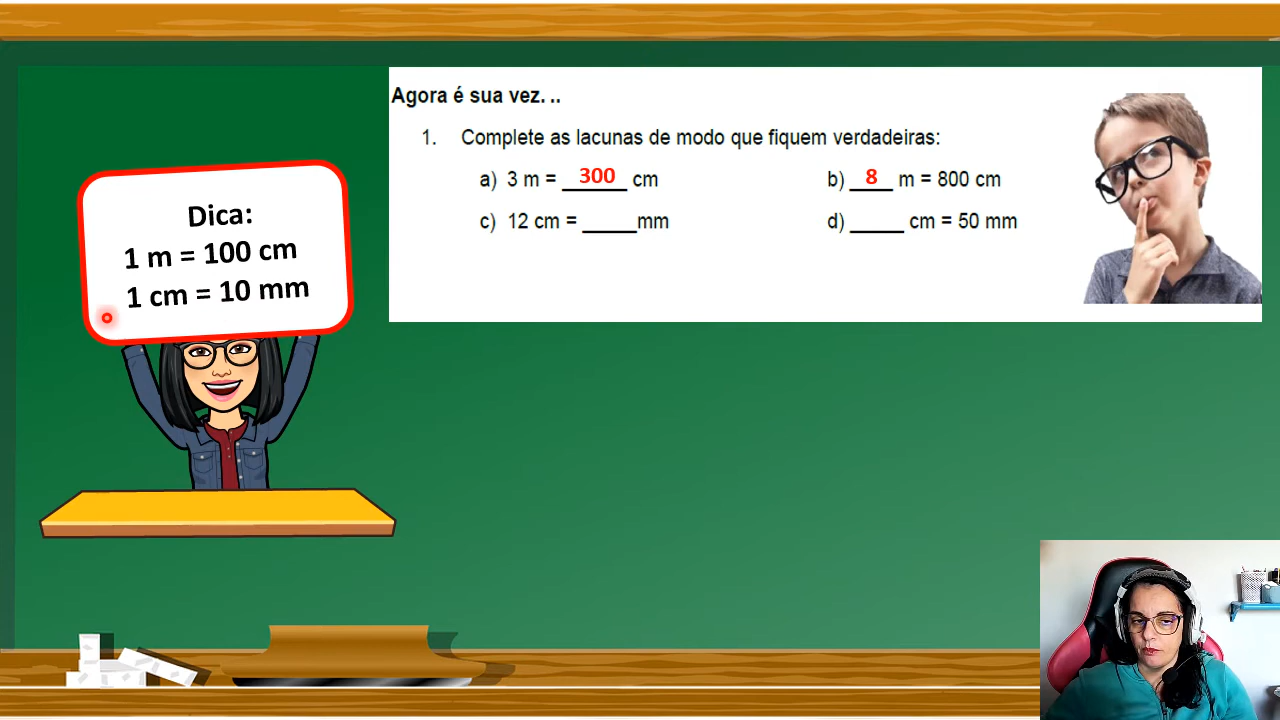 Agora é sua vez. ..
1. Complete as lacunas de modo que fiquem verdadeiras:
a) 3 m = 300 cm
b) 8 m = 800 cm
c) 12 cm = _____mm
d) _____ cm = 50 mm
Dica:
1 m = 100 cm
1 cm = 10 mm